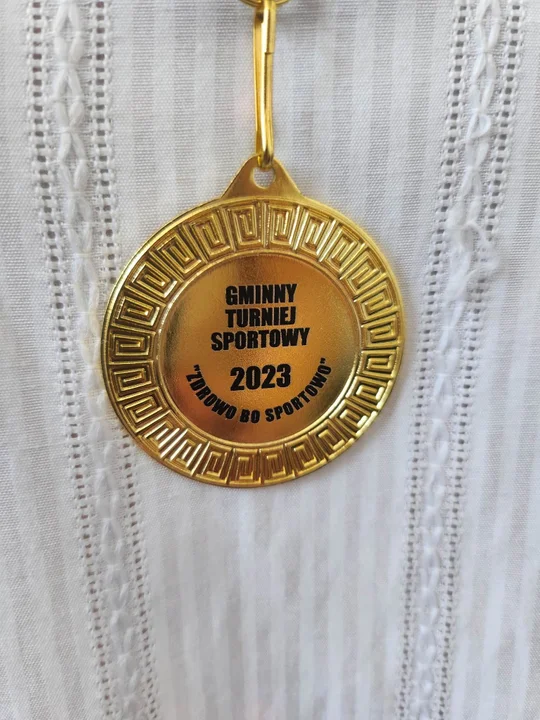 GMINNY
TURNIEJ
SPORTOWY
2023
"ZDROWO BO SPORTOWO"